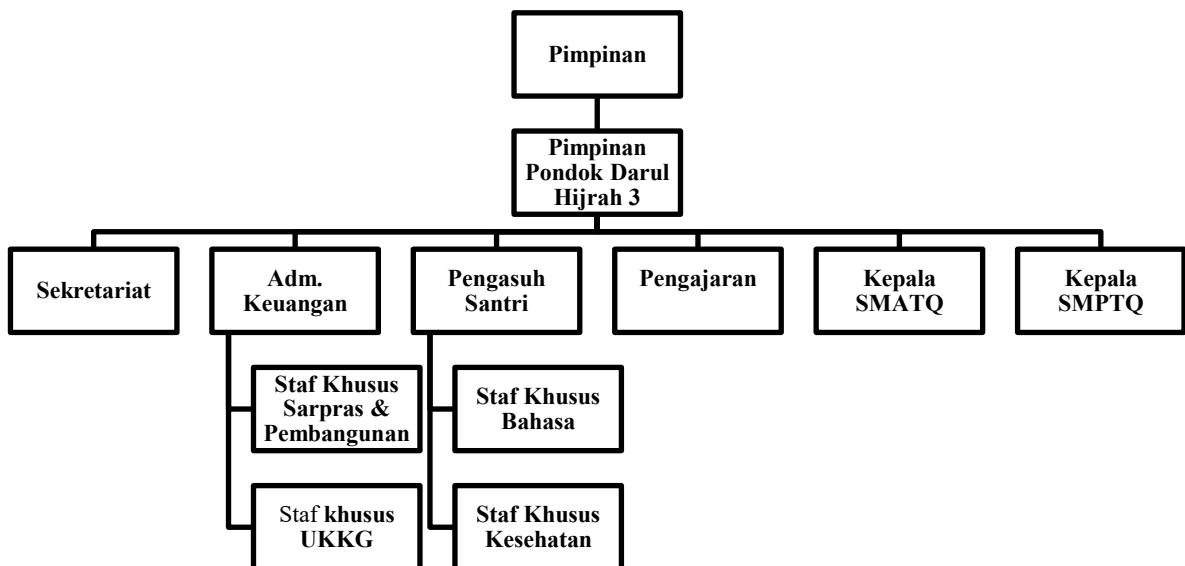 Pimpinan
Pimpinan
Pondok Darul
Hijrah 3
Sekretariat
Adm.
Keuangan
Pengasuh
Santri
Pengajaran
Kepala
SMATQ
Kepala
SMPTQ
Staf Khusus
Sarpras &
Pembangunan
Staf Khusus
Bahasa
Staf khusus
UKKG
Staf Khusus
Kesehatan